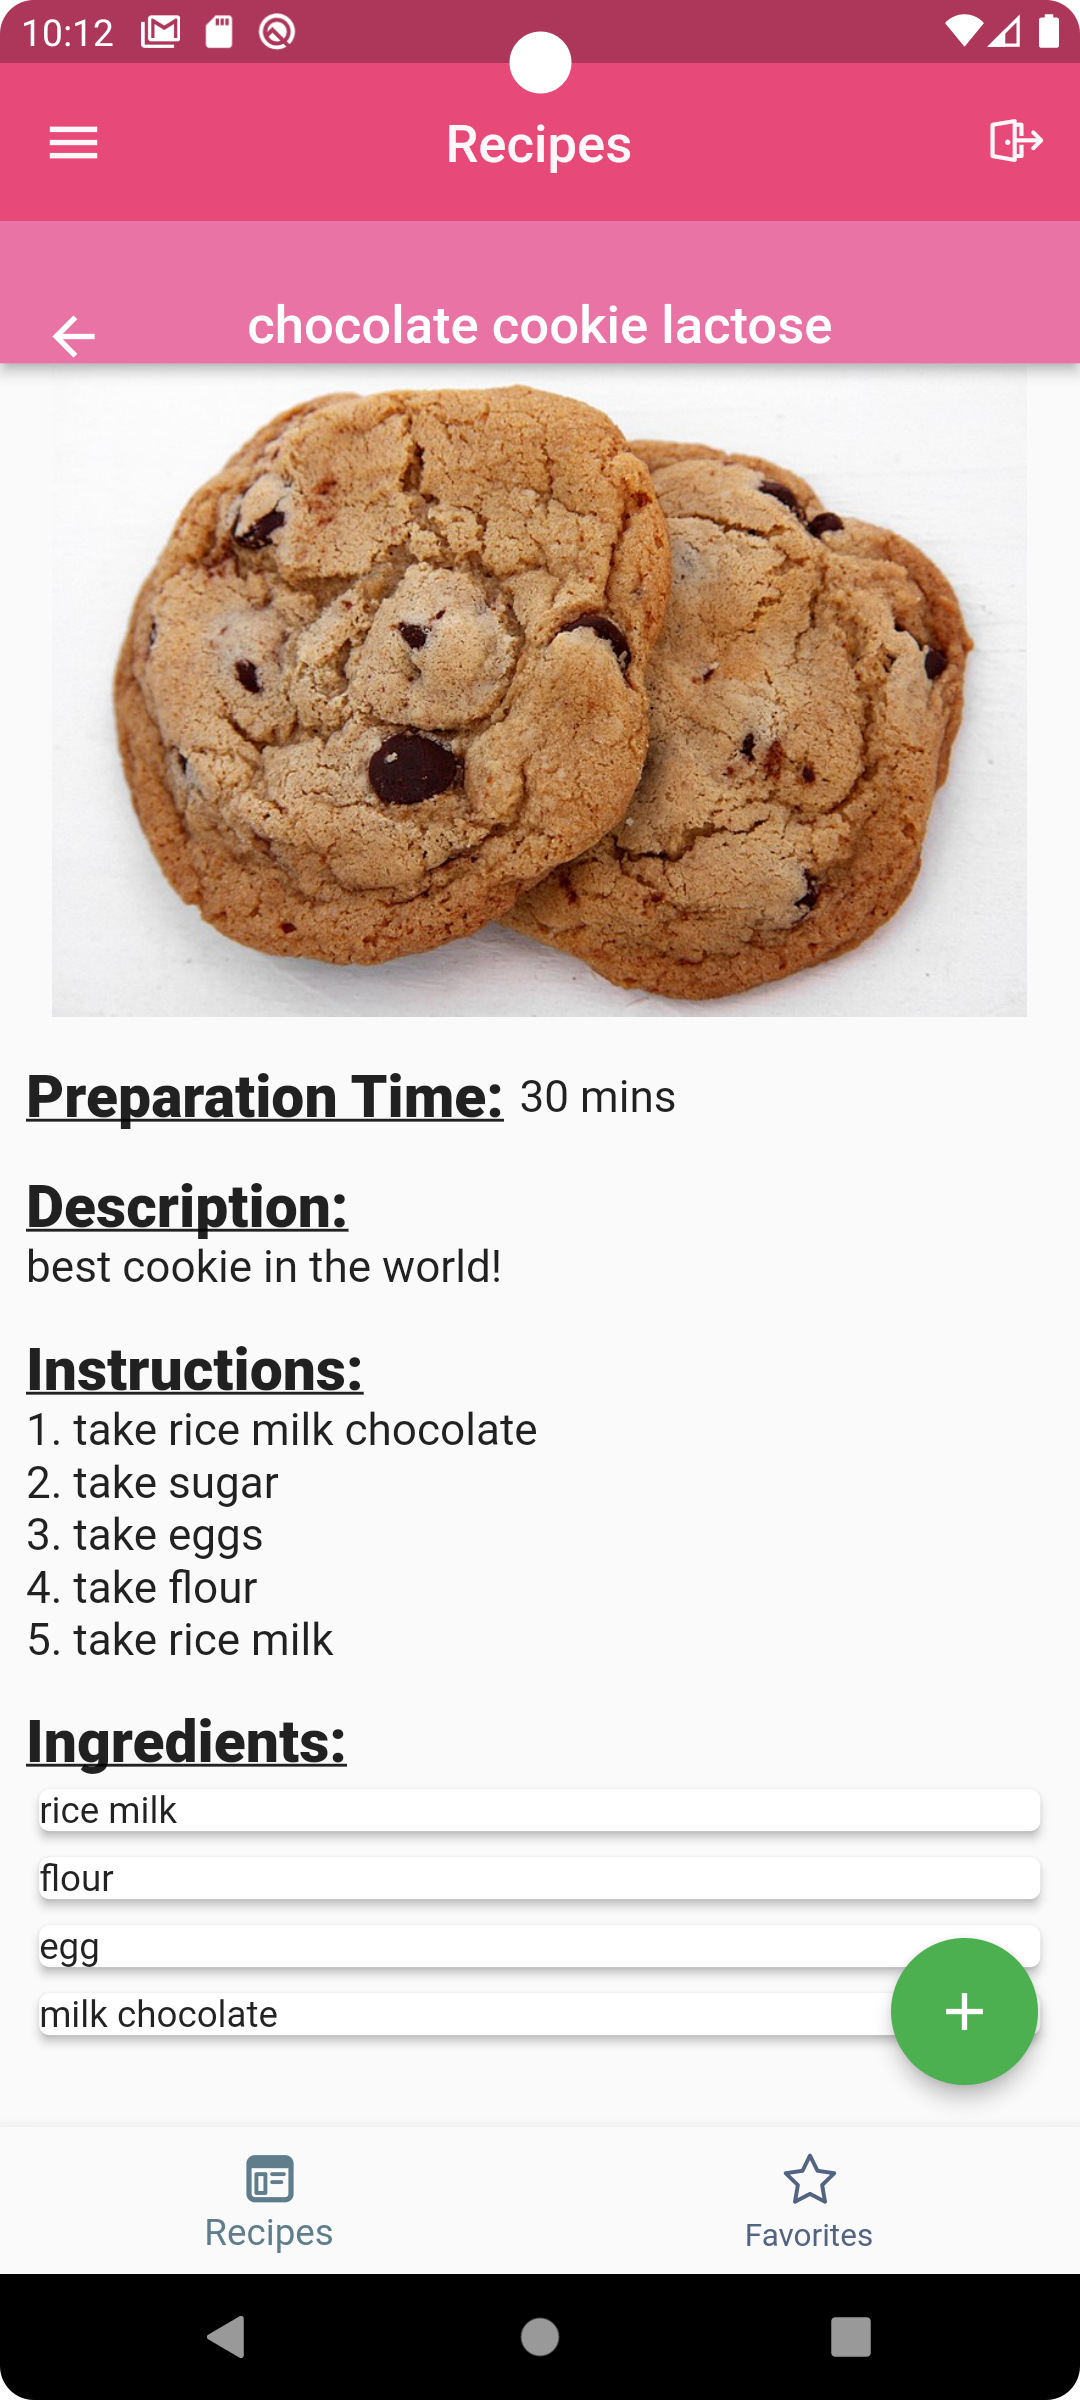 10:12
Recipes
chocolate cookie lactose
Preparation Time: 30 mins
Description:
best cookie in the world!
Instructions:
1. take rice milk chocolate
2. take sugar
3. take eggs
4. take flour
5. take rice milk
Ingredients:
rice milk
flour
egg
milk chocolate
Recipes
Favorites